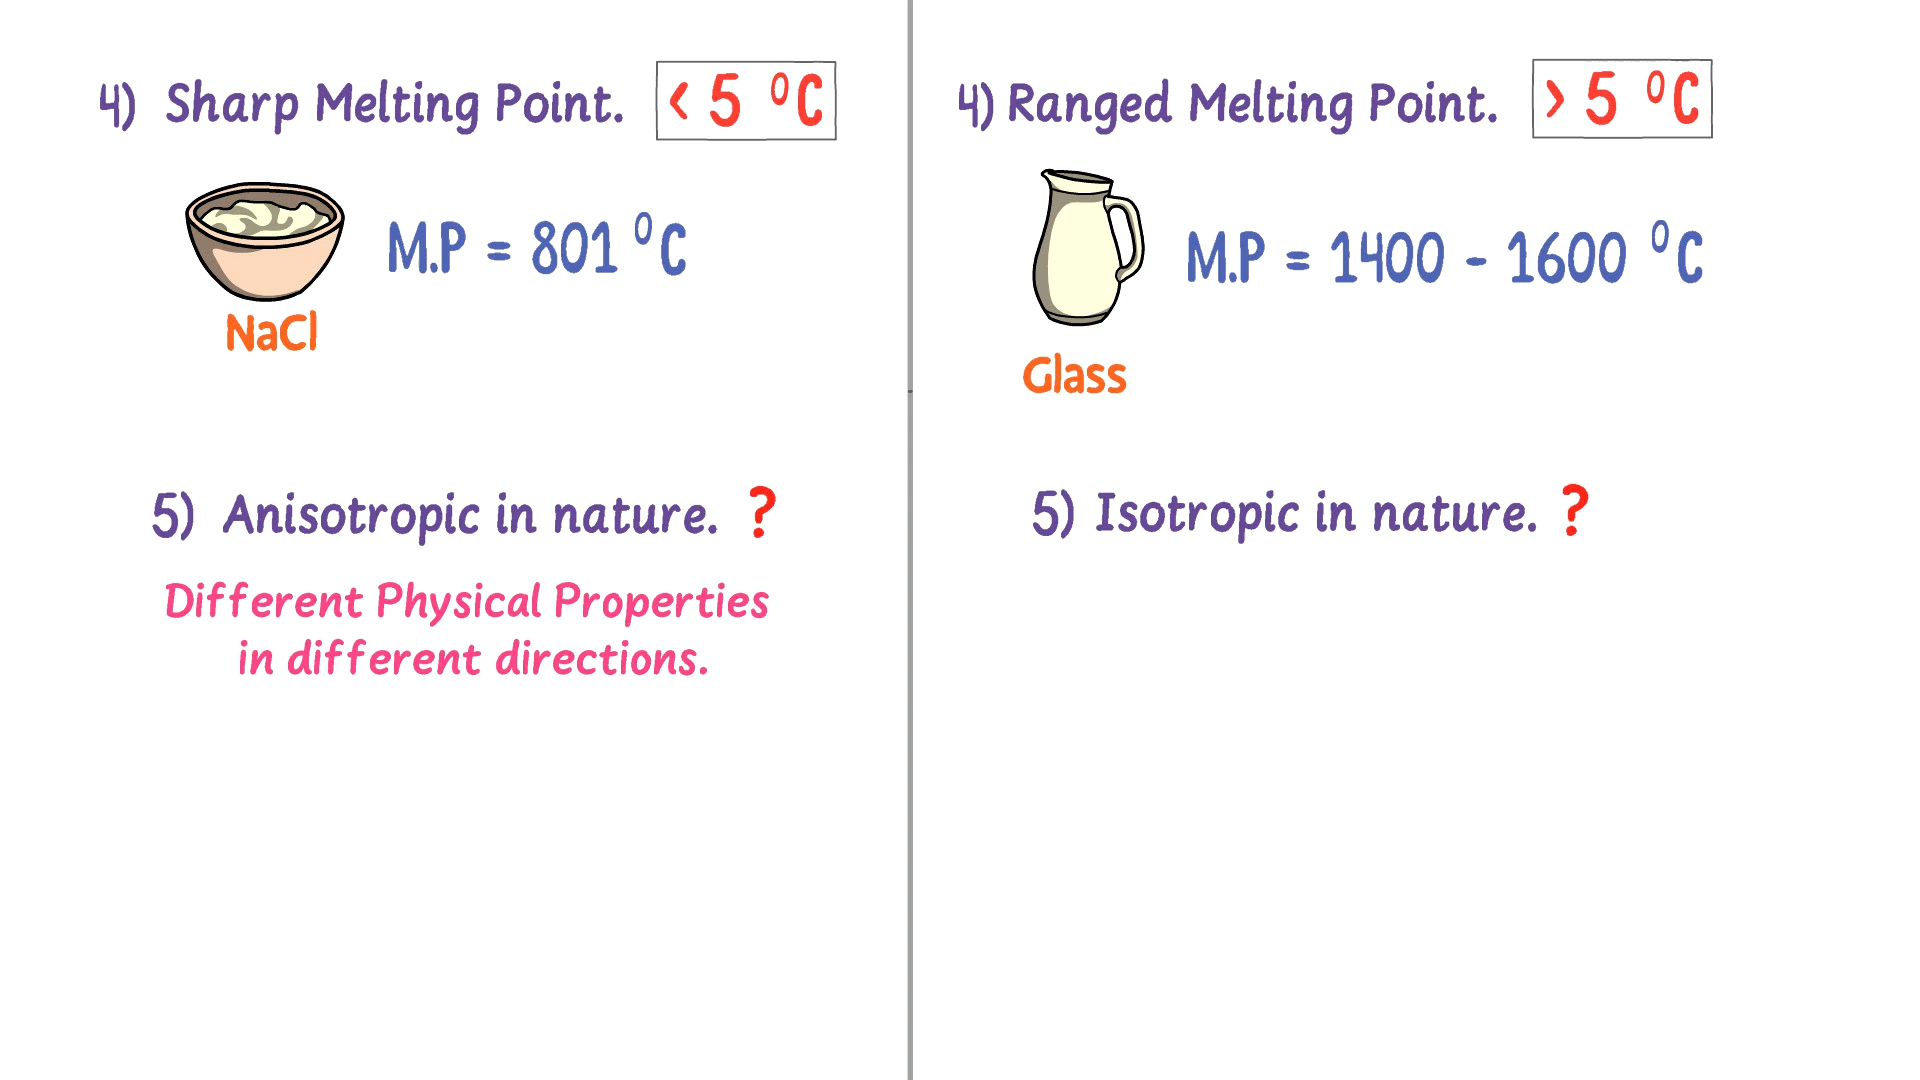 4) Sharp Melting Point. < 5 ⁰C
M.P = 801 ⁰C
NaCl
5) Anisotropic in nature. ?
Different Physical Properties
in different directions.
4) Ranged Melting Point. > 5 ⁰C
M.P = 1400 - 1600 ⁰C
Glass
5) Isotropic in nature. ?